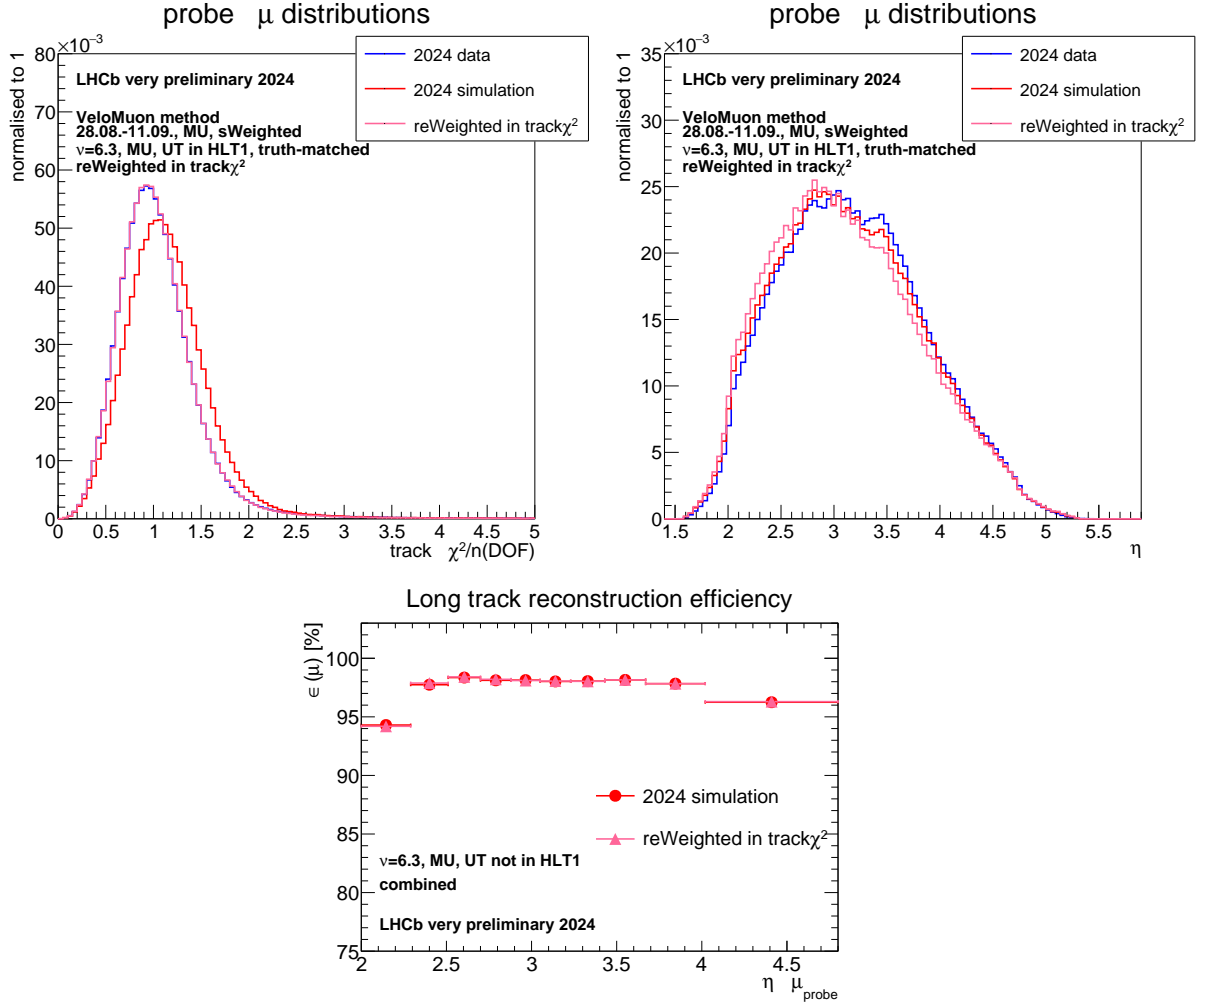 probe μ distributions
×10⁻³
normalised to 1
80
70
60
50
40
30
20
10
0
LHCb very preliminary 2024
VeloMuon method
28.08.-11.09., MU, sWeighted
ν=6.3, MU, UT in HLT1, truth-matched
reWeighted in trackχ²
2024 data
2024 simulation
reWeighted in trackχ²
0 0.5 1 1.5 2 2.5 3 3.5 4 4.5 5
track χ²/n(DOF)
probe μ distributions
×10⁻³
normalised to 1
35
30
25
20
15
10
5
0
LHCb very preliminary 2024
VeloMuon method
28.08.-11.09., MU, sWeighted
ν=6.3, MU, UT in HLT1, truth-matched
reWeighted in trackχ²
2024 data
2024 simulation
reWeighted in trackχ²
1.5 2 2.5 3 3.5 4 4.5 5 5.5
η
Long track reconstruction efficiency
∈ (μ) [%]
100
95
90
85
80
75
2024 simulation
reWeighted in trackχ²
ν=6.3, MU, UT not in HLT1
combined
LHCb very preliminary 2024
2 2.5 3 3.5 4 4.5
η μprobe